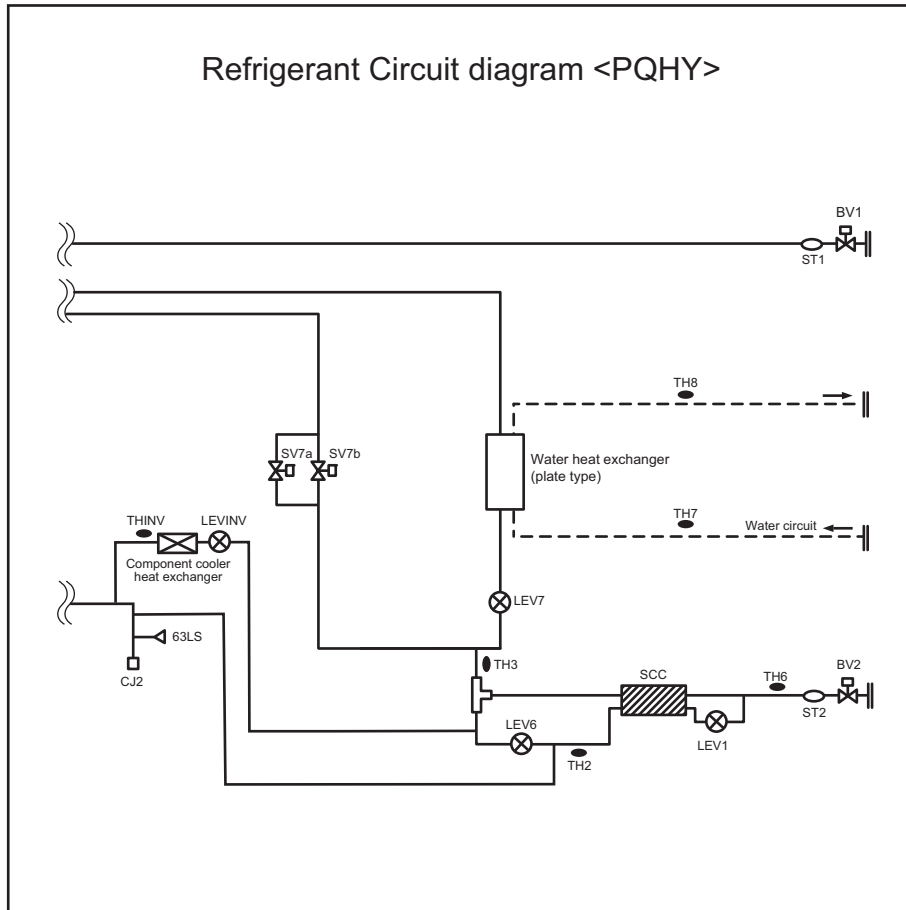 Refrigerant Circuit diagram <PQHY>
BV1
ST1
TH8
SV7a
SV7b
Water heat exchanger
(plate type)
TH7
Water circuit
THINV
LEVINV
Component cooler
heat exchanger
LEV7
63LS
CJ2
TH3
SCC
TH6
BV2
ST2
LEV6
LEV1
TH2